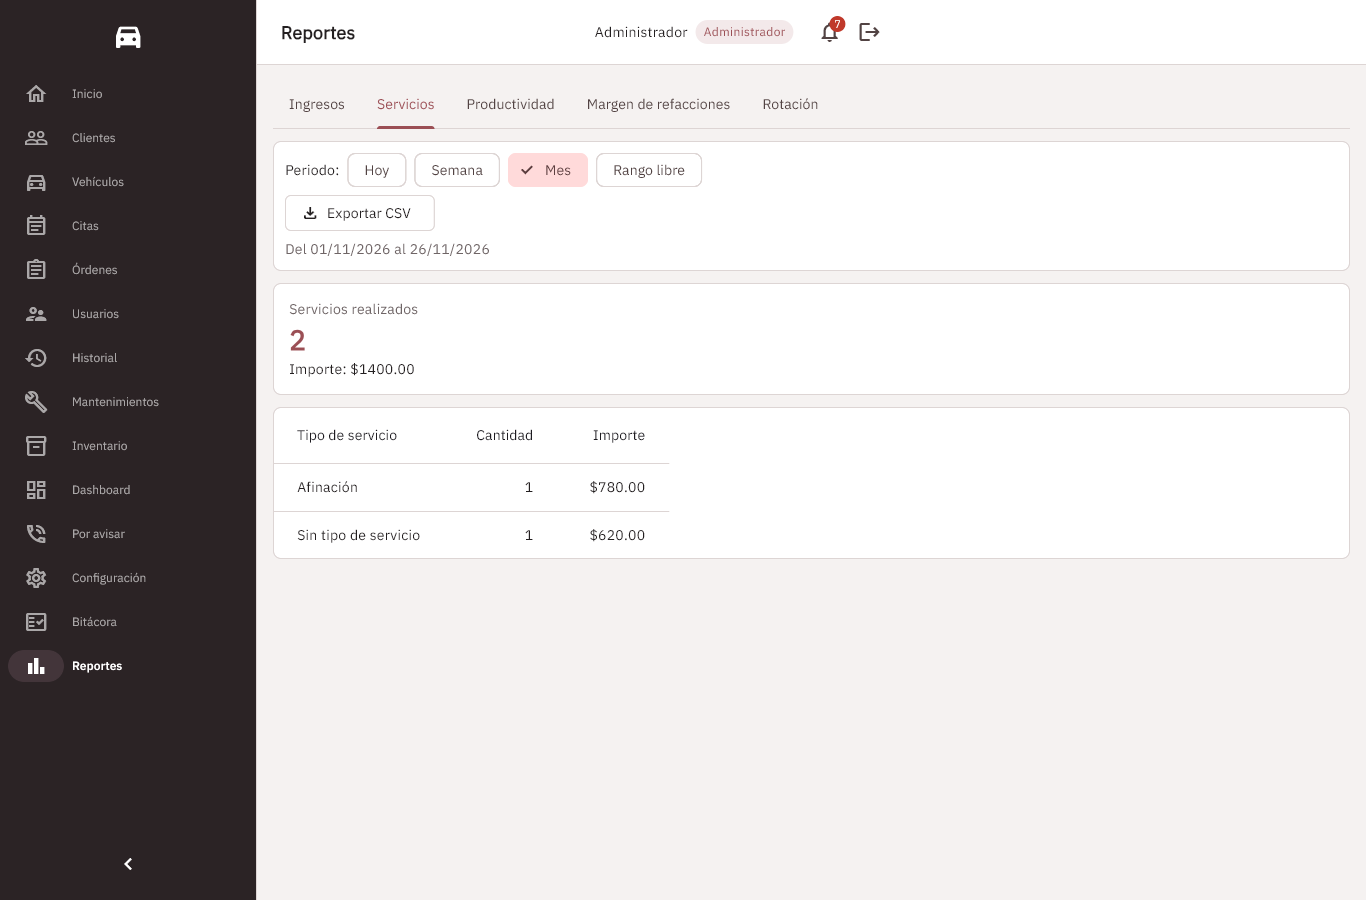 Reportes
Administrador Administrador 7
Inicio
Clientes
Vehículos
Citas
Órdenes
Usuarios
Historial
Mantenimientos
Inventario
Dashboard
Por avisar
Configuración
Bitácora
Reportes
Ingresos Servicios Productividad Margen de refacciones Rotación
Periodo: Hoy Semana Mes Rango libre
Exportar CSV
Del 01/11/2026 al 26/11/2026
Servicios realizados
2
Importe: $1400.00
Tipo de servicio Cantidad Importe
Afinación 1 $780.00
Sin tipo de servicio 1 $620.00